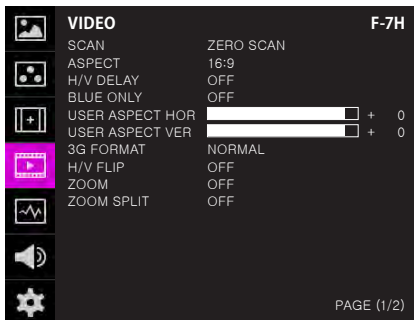 VIDEO F-7H
SCAN ZERO SCAN
ASPECT 16:9
H/V DELAY OFF
BLUE ONLY OFF
USER ASPECT HOR + 0
USER ASPECT VER + 0
3G FORMAT NORMAL
H/V FLIP OFF
ZOOM OFF
ZOOM SPLIT OFF
PAGE (1/2)